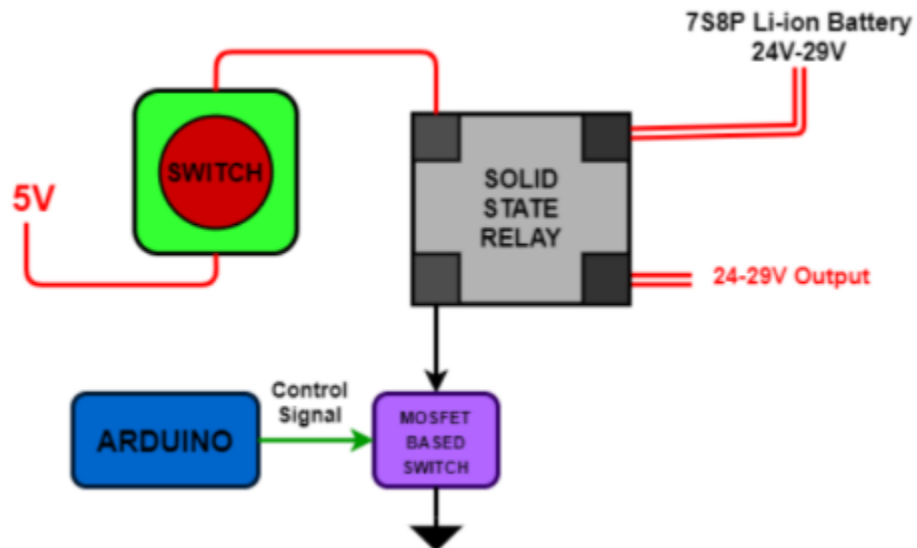 7S8P Li-ion Battery
24V-29V
SWITCH
5V
SOLID
STATE
RELAY
24-29V Output
Control
Signal
ARDUINO
MOSFET
BASED
SWITCH